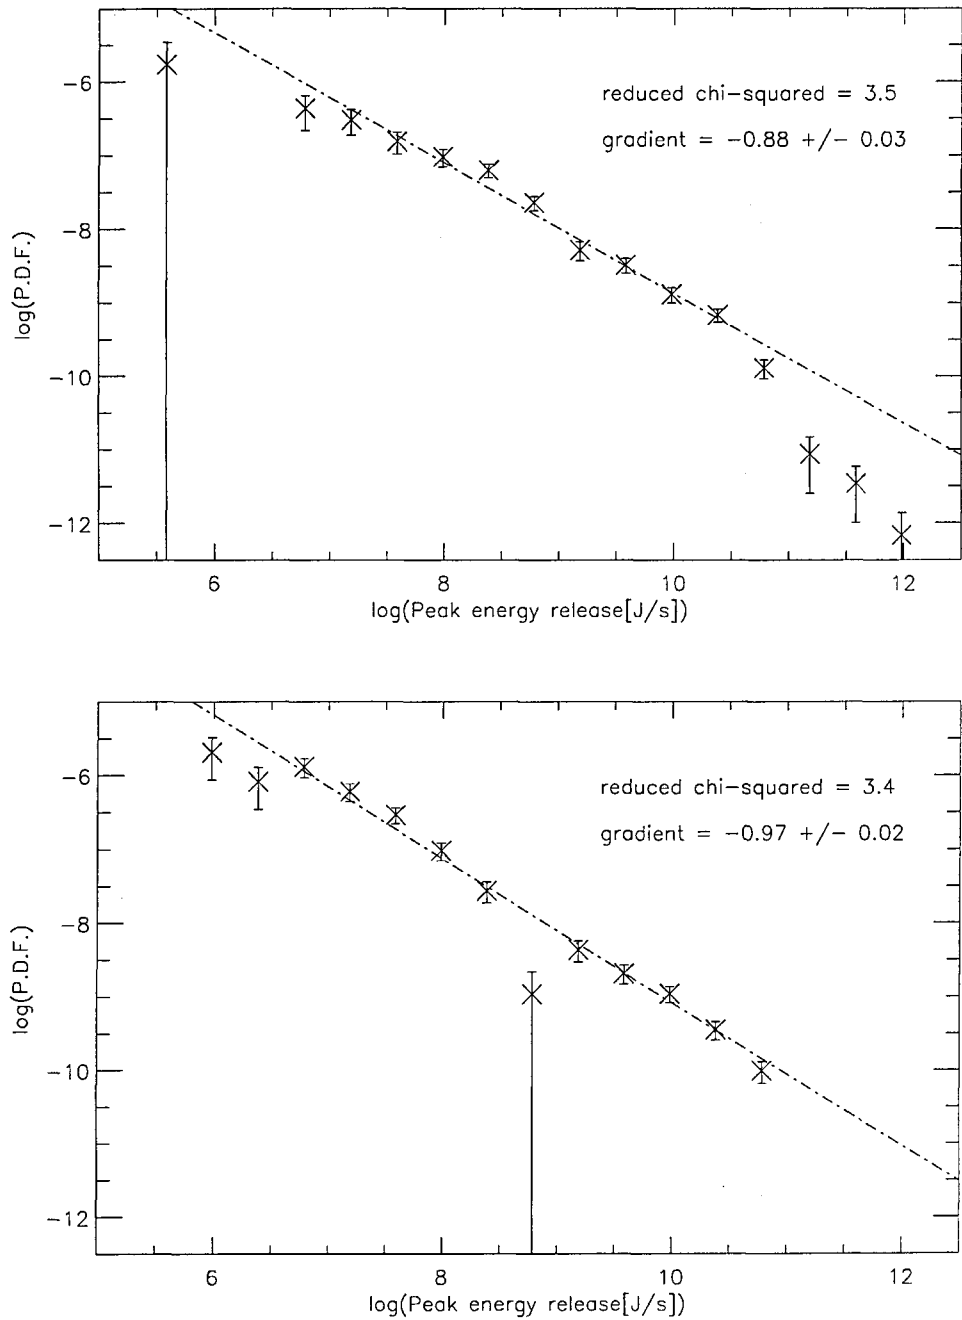 reduced chi-squared = 3.5
gradient = -0.88 +/- 0.03
-6
-8
-10
-12
log(P.D.F.)
6 8 10 12
log(Peak energy release[J/s])
reduced chi-squared = 3.4
gradient = -0.97 +/- 0.02
-6
-8
-10
-12
log(P.D.F.)
6 8 10 12
log(Peak energy release[J/s])